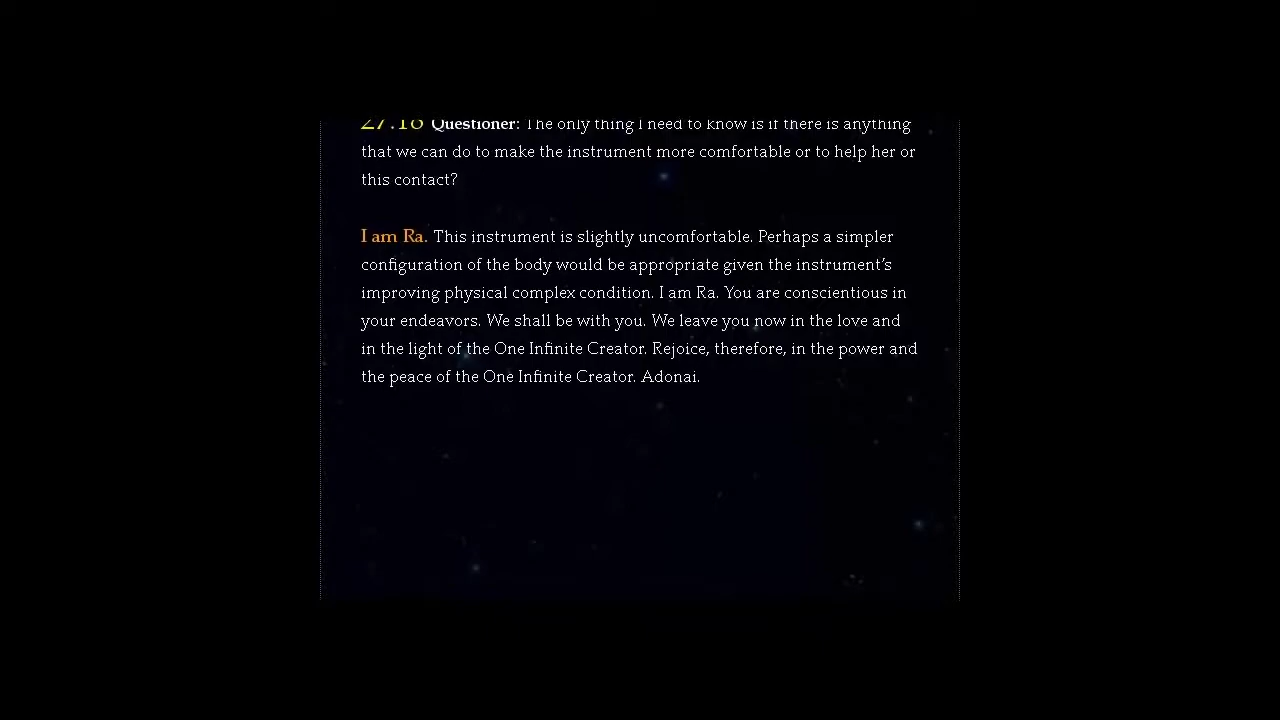 27.18 Questioner: The only thing I need to know is if there is anything
that we can do to make the instrument more comfortable or to help her or
this contact?
I am Ra. This instrument is slightly uncomfortable. Perhaps a simpler
configuration of the body would be appropriate given the instrument's
improving physical complex condition. I am Ra. You are conscientious in
your endeavors. We shall be with you. We leave you now in the love and
in the light of the One Infinite Creator. Rejoice, therefore, in the power and
the peace of the One Infinite Creator. Adonai.